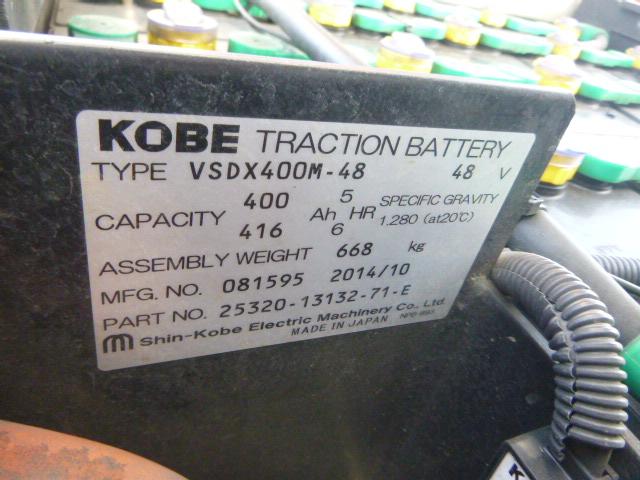 KOBE TRACTION BATTERY
TYPE VSDX400M-48 48 V
CAPACITY 400 Ah 5 HR SPECIFIC GRAVITY
416 6 1.280 (at20℃)
ASSEMBLY WEIGHT 668 kg
MFG. NO. 081595 2014/10
PART NO. 25320-13132-71-E
Shin-Kobe Electric Machinery Co., Ltd.
MADE IN JAPAN